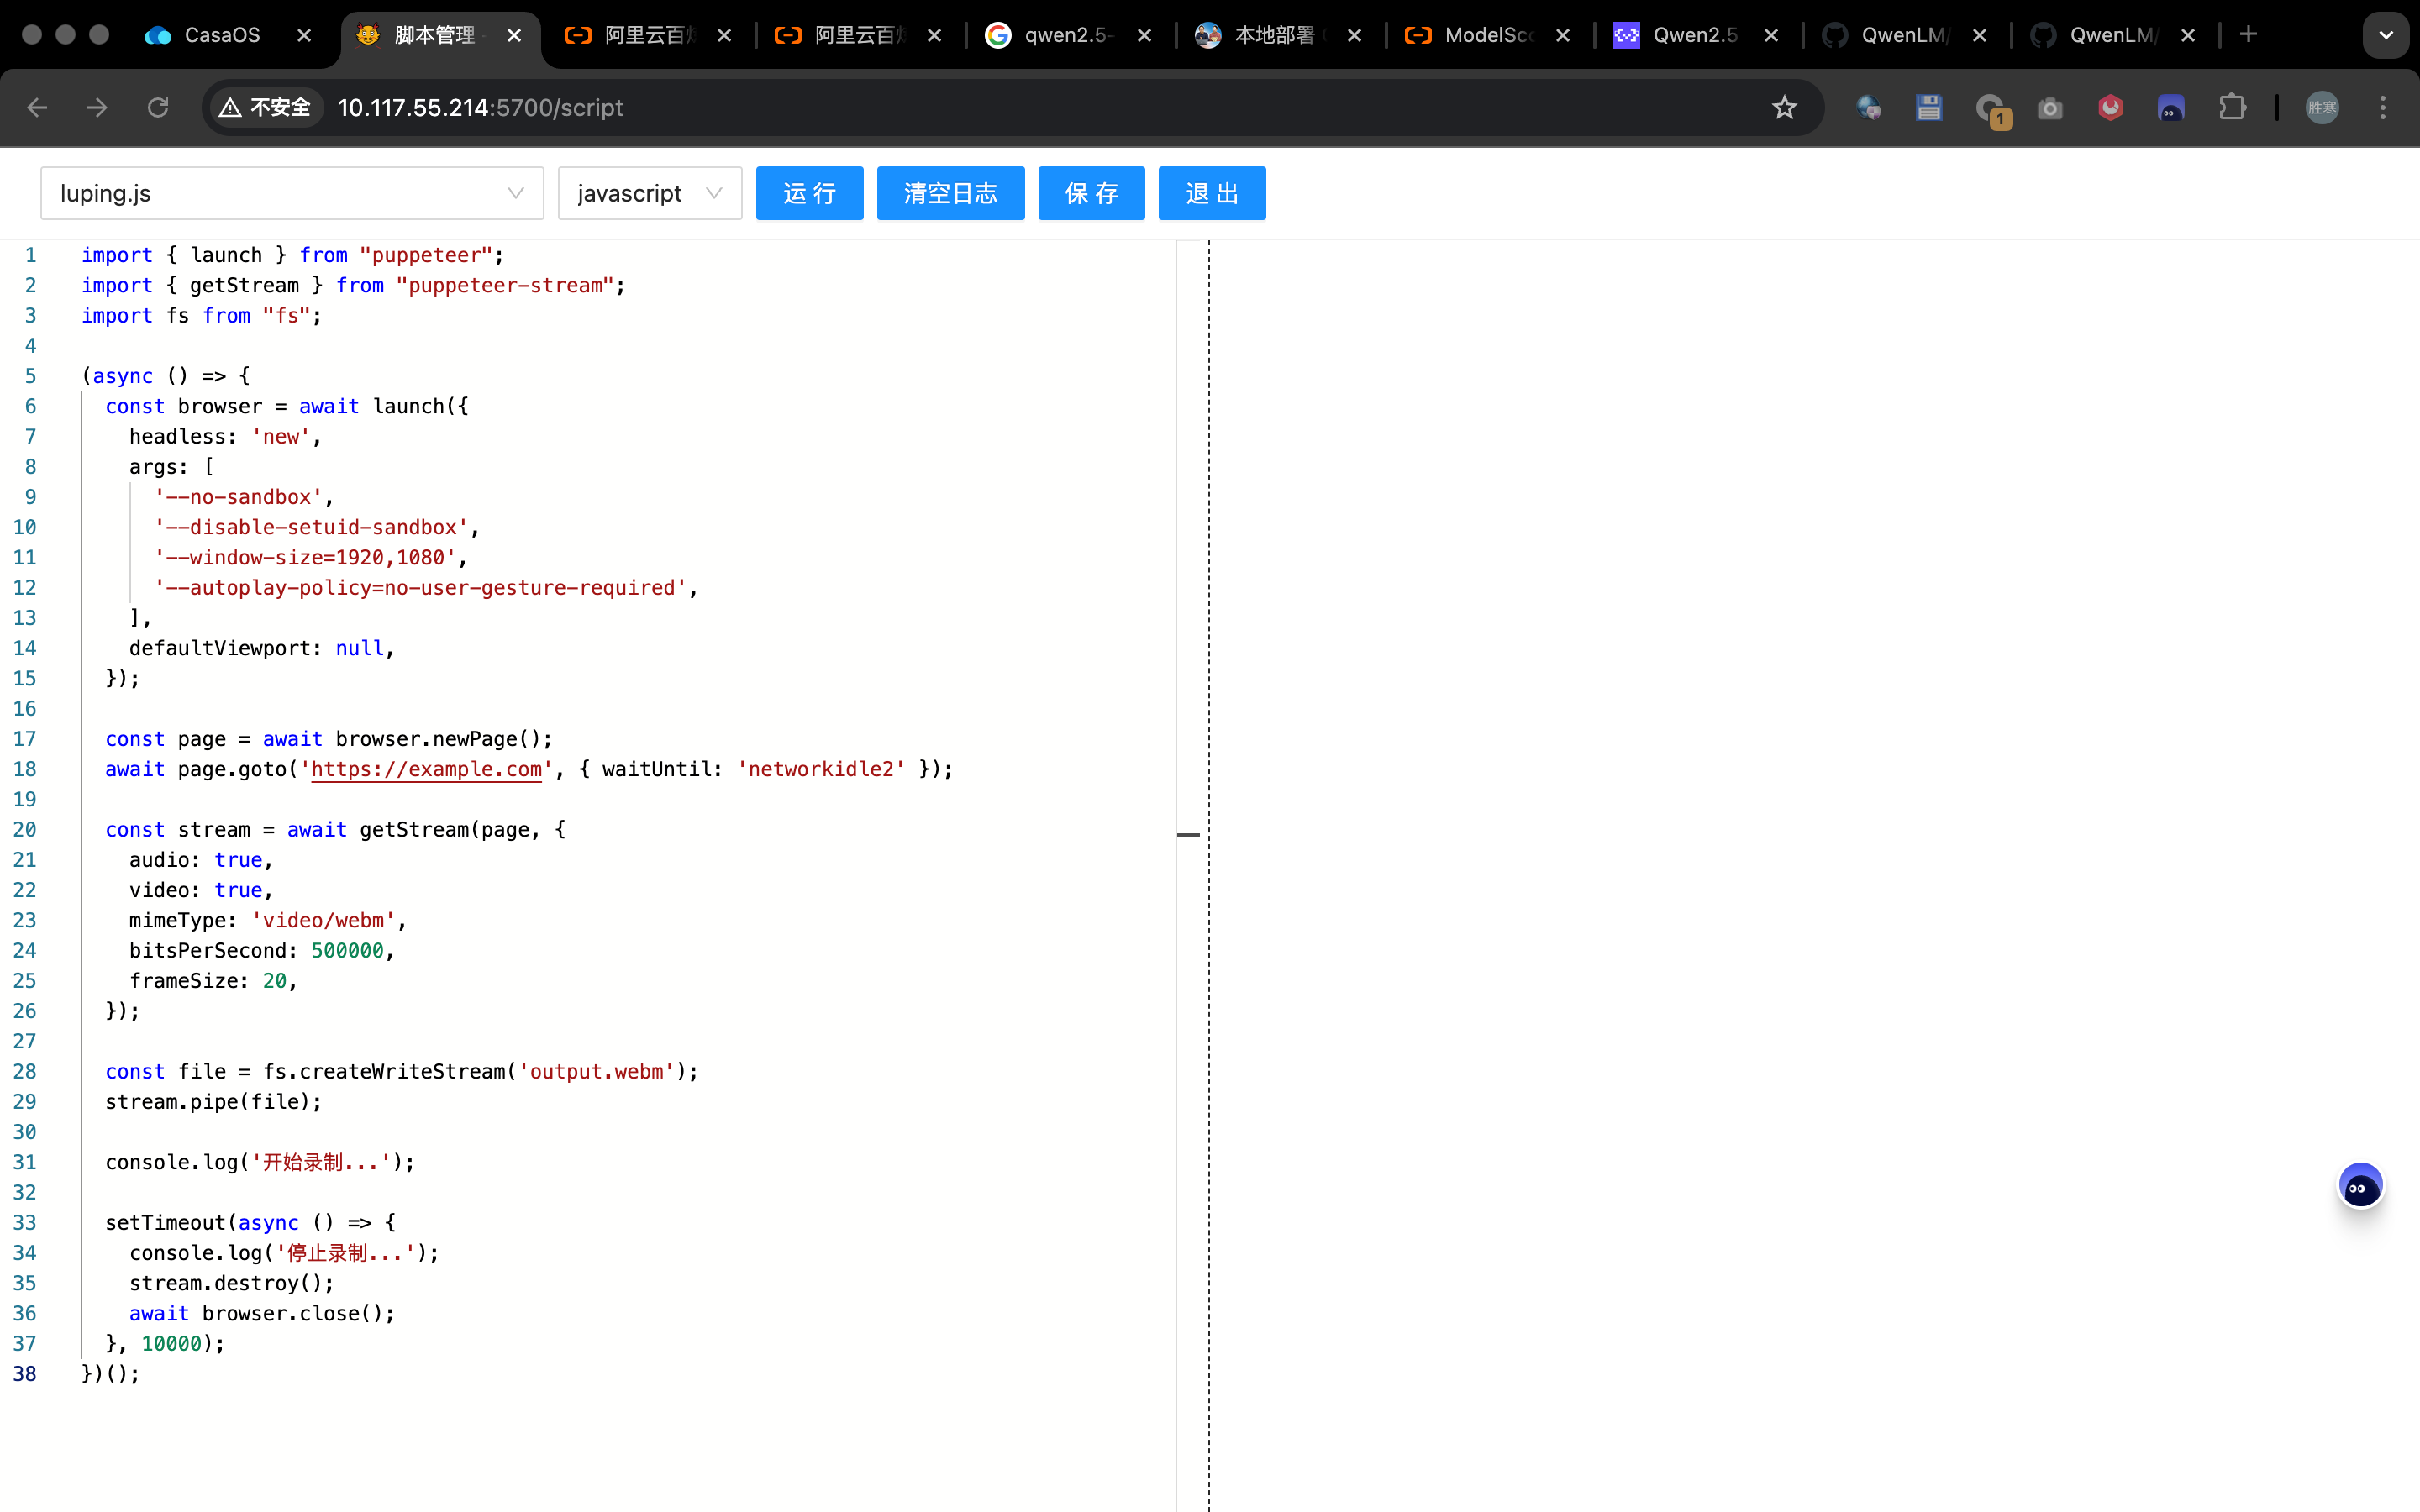 CasaOS
脚本管理 -
阿里云百
阿里云百
qwen2.5-
本地部署
ModelSc
Qwen2.5
QwenLM/
QwenLM/
不安全 10.117.55.214:5700/script
1
胜寒
luping.js
javascript
运 行
清空日志
保 存
退 出
1 import { launch } from "puppeteer";
2 import { getStream } from "puppeteer-stream";
3 import fs from "fs";
4
5 (async () => {
6 const browser = await launch({
7 headless: 'new',
8 args: [
9 '--no-sandbox',
10 '--disable-setuid-sandbox',
11 '--window-size=1920,1080',
12 '--autoplay-policy=no-user-gesture-required',
13 ],
14 defaultViewport: null,
15 });
16
17 const page = await browser.newPage();
18 await page.goto('https://example.com', { waitUntil: 'networkidle2' });
19
20 const stream = await getStream(page, {
21 audio: true,
22 video: true,
23 mimeType: 'video/webm',
24 bitsPerSecond: 500000,
25 frameSize: 20,
26 });
27
28 const file = fs.createWriteStream('output.webm');
29 stream.pipe(file);
30
31 console.log('开始录制...');
32
33 setTimeout(async () => {
34 console.log('停止录制...');
35 stream.destroy();
36 await browser.close();
37 }, 10000);
38 })();